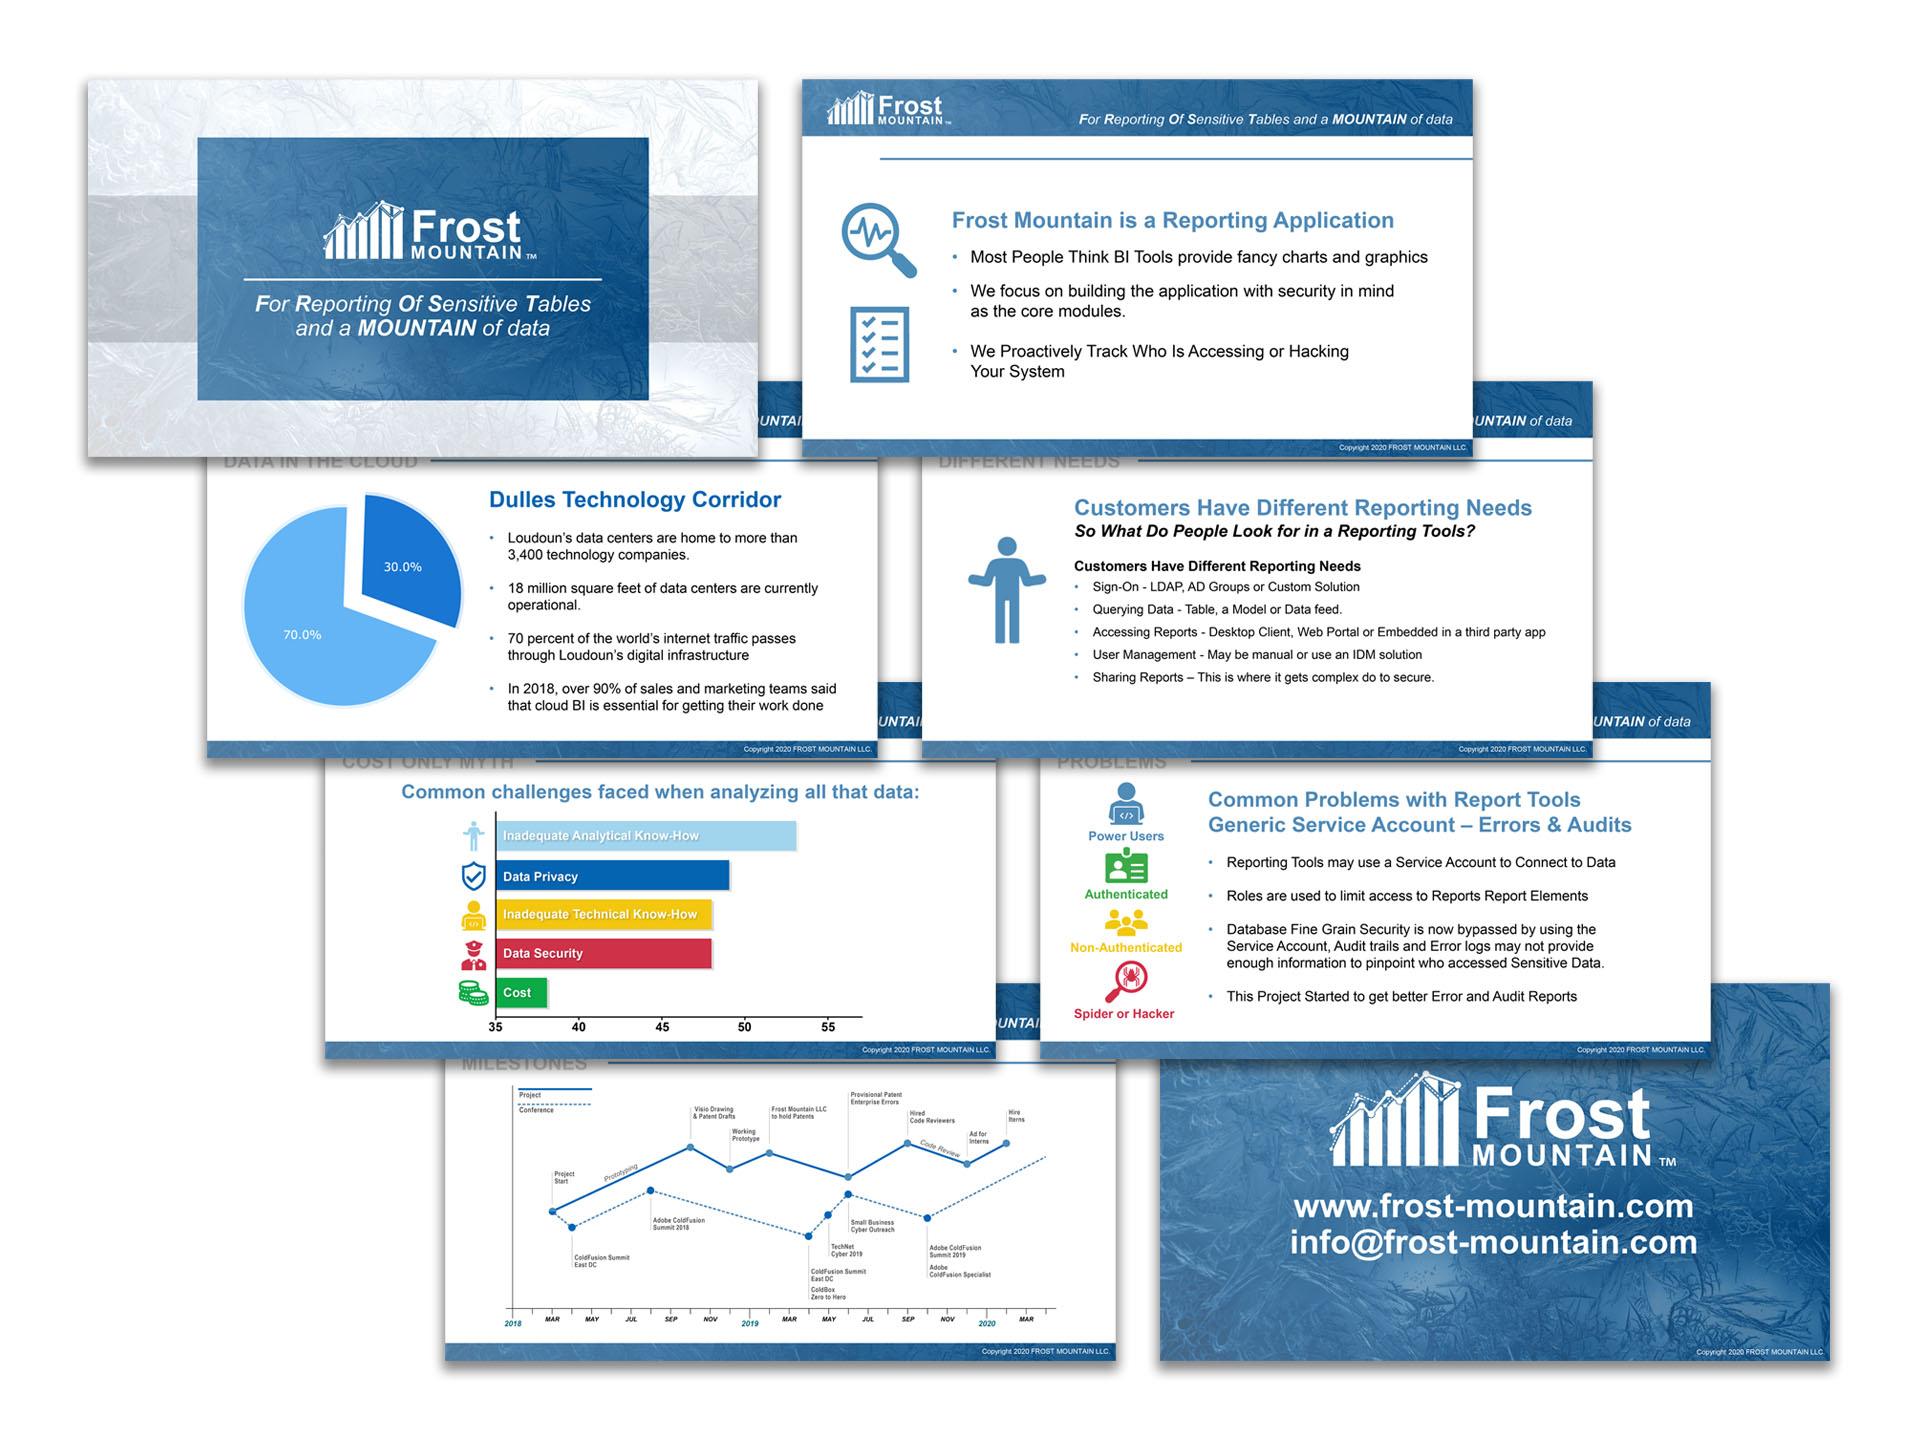 Frost
MOUNTAIN™
For Reporting Of Sensitive Tables
and a MOUNTAIN of data
Frost
MOUNTAIN™
For Reporting Of Sensitive Tables and a MOUNTAIN of data
Frost Mountain is a Reporting Application
• Most People Think BI Tools provide fancy charts and graphics
• We focus on building the application with security in mind
as the core modules.
• We Proactively Track Who Is Accessing or Hacking
Your System
Copyright 2020 FROST MOUNTAIN LLC.
DATA IN THE CLOUD
30.0%
70.0%
Dulles Technology Corridor
• Loudoun's data centers are home to more than
3,400 technology companies.
• 18 million square feet of data centers are currently
operational.
• 70 percent of the world's internet traffic passes
through Loudoun's digital infrastructure
• In 2018, over 90% of sales and marketing teams said
that cloud BI is essential for getting their work done
Copyright 2020 FROST MOUNTAIN LLC.
of data
DIFFERENT NEEDS
Customers Have Different Reporting Needs
So What Do People Look for in a Reporting Tools?
Customers Have Different Reporting Needs
• Sign-On - LDAP, AD Groups or Custom Solution
• Querying Data - Table, a Model or Data feed.
• Accessing Reports - Desktop Client, Web Portal or Embedded in a third party app
• User Management - May be manual or use an IDM solution
• Sharing Reports – This is where it gets complex do to secure.
Copyright 2020 FROST MOUNTAIN LLC.
COST ONLY MYTH
Common challenges faced when analyzing all that data:
Inadequate Analytical Know-How
Data Privacy
Inadequate Technical Know-How
Data Security
Cost
35 40 45 50 55
Copyright 2020 FROST MOUNTAIN LLC.
of data
PROBLEMS
Power Users
Authenticated
Non-Authenticated
Spider or Hacker
Common Problems with Report Tools
Generic Service Account – Errors & Audits
• Reporting Tools may use a Service Account to Connect to Data
• Roles are used to limit access to Reports Report Elements
• Database Fine Grain Security is now bypassed by using the
Service Account, Audit trails and Error logs may not provide
enough information to pinpoint who accessed Sensitive Data.
• This Project Started to get better Error and Audit Reports
Copyright 2020 FROST MOUNTAIN LLC.
MILESTONES
Project
Conference
Project
Start
Prototyping
Visio Drawing
& Patent Drafts
Working
Prototype
Frost Mountain LLC
to hold Patents
Provisional Patent
Enterprise Errors
Hired
Code Reviewers
Code Review
Ad for
Interns
Hire
Iterns
ColdFusion Summit
East DC
Adobe ColdFusion
Summit 2018
ColdFusion Summit
East DC
ColdBox
Zero to Hero
TechNet
Cyber 2019
Small Business
Cyber Outreach
Adobe ColdFusion
Summit 2019
Adobe
ColdFusion Specialist
2018 MAR MAY JUL SEP NOV 2019 MAR MAY JUL SEP NOV 2020 MAR
Copyright 2020 FROST MOUNTAIN LLC.
Frost
MOUNTAIN™
www.frost-mountain.com
info@frost-mountain.com
Copyright 2020 FROST MOUNTAIN LLC.